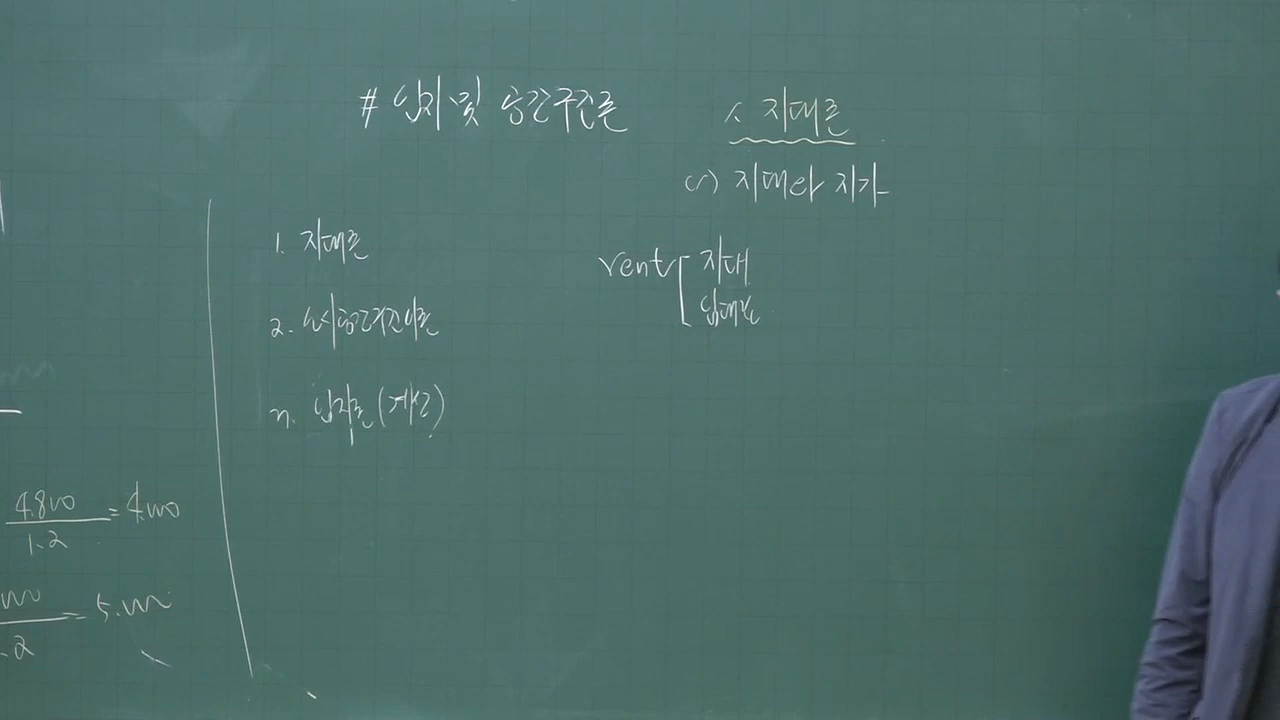 # 입지 및 공간구조론
1. 지대론
2. 도시공간구조이론
3. 입지론 (계산)
1. 지대론
(1) 지대와 지가
rent [ 지대
임대료
4.800 / 1.2 = 4.000
.2 = 5.000